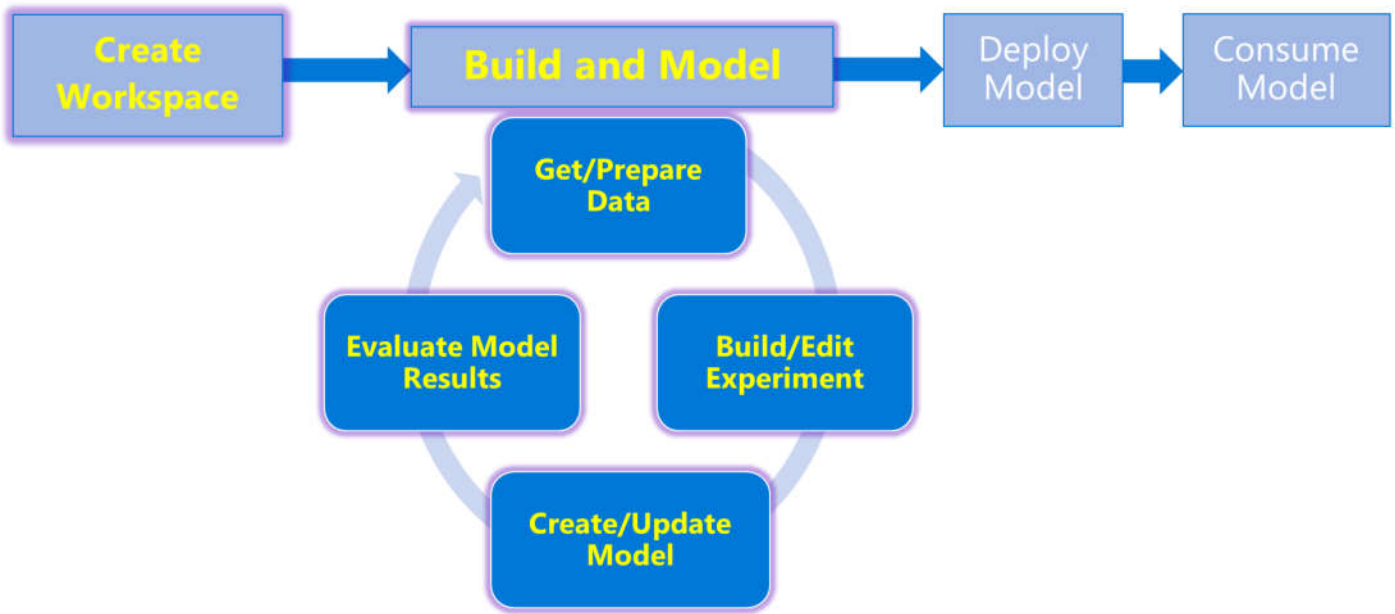 Create
Workspace
Build and Model
Deploy
Model
Consume
Model
Get/Prepare
Data
Evaluate Model
Results
Build/Edit
Experiment
Create/Update
Model